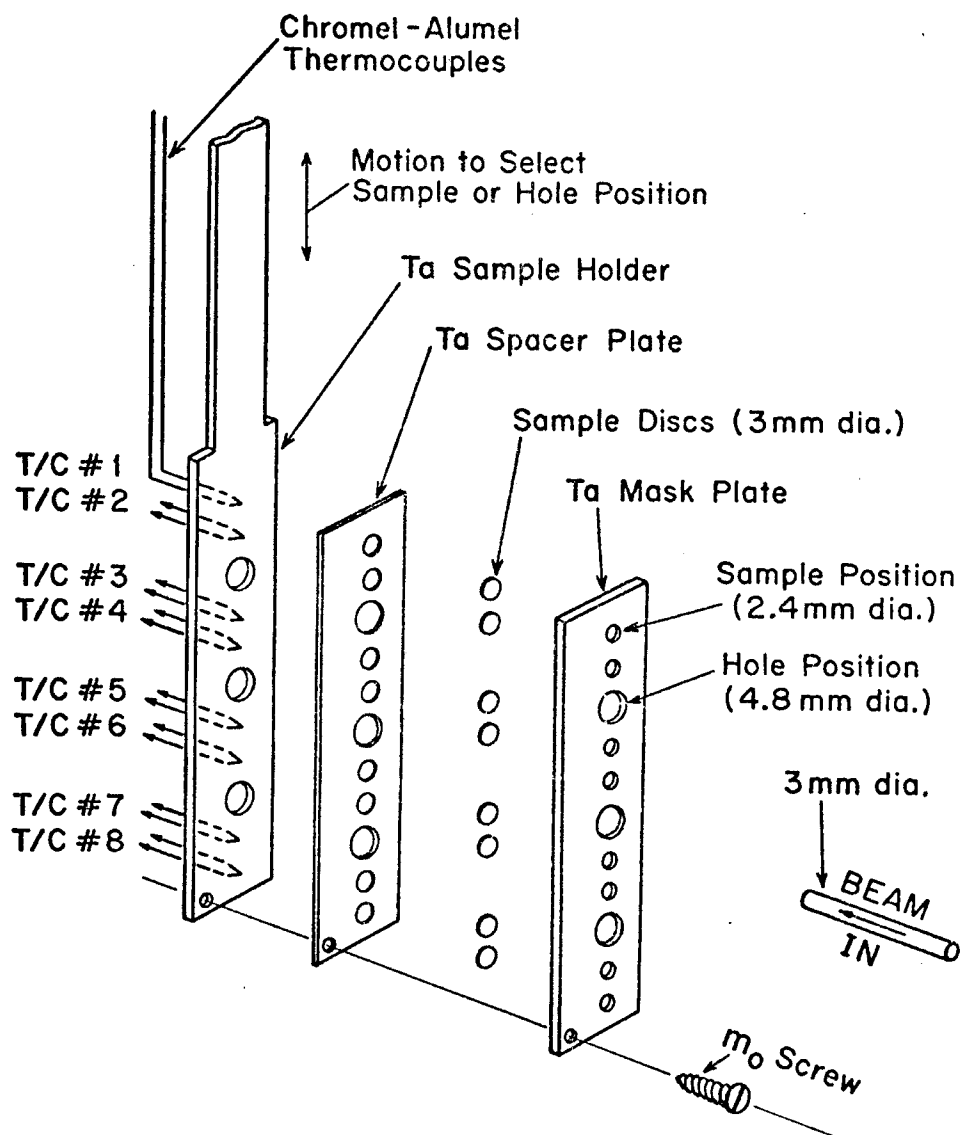 Chromel-Alumel
Thermocouples
Motion to Select
Sample or Hole Position
Ta Sample Holder
Ta Spacer Plate
Sample Discs (3mm dia.)
Ta Mask Plate
Sample Position
(2.4mm dia.)
Hole Position
(4.8mm dia.)
T/C #1
T/C #2
T/C #3
T/C #4
T/C #5
T/C #6
T/C #7
T/C #8
3mm dia.
BEAM
IN
mo Screw